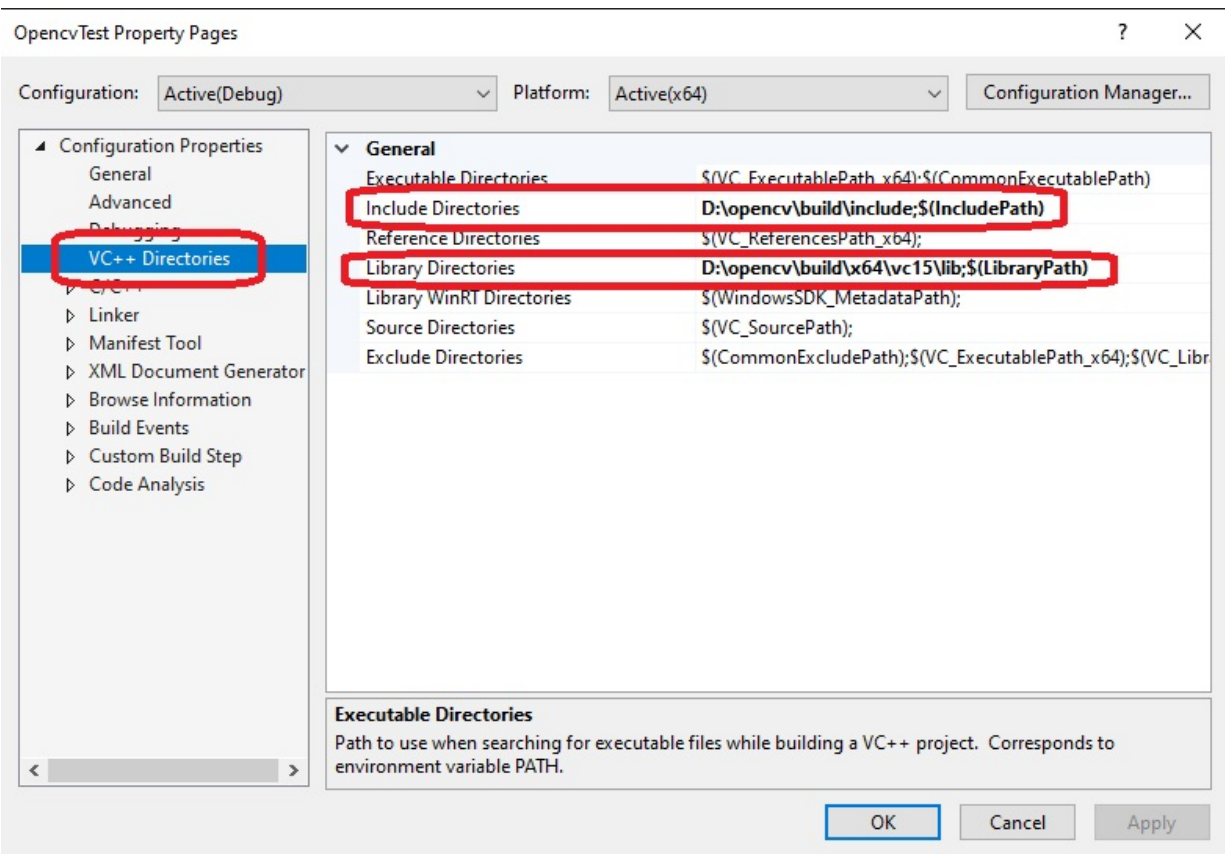 OpencvTest Property Pages
? ×
Configuration: Active(Debug) Platform: Active(x64) Configuration Manager...
Configuration Properties
General
Advanced
Debugging
VC++ Directories
C/C++
Linker
Manifest Tool
XML Document Generator
Browse Information
Build Events
Custom Build Step
Code Analysis
General
Executable Directories $(VC_ExecutablePath_x64);$(CommonExecutablePath)
Include Directories D:\opencv\build\include;$(IncludePath)
Reference Directories $(VC_ReferencesPath_x64);
Library Directories D:\opencv\build\x64\vc15\lib;$(LibraryPath)
Library WinRT Directories $(WindowsSDK_MetadataPath);
Source Directories $(VC_SourcePath);
Exclude Directories $(CommonExcludePath);$(VC_ExecutablePath_x64);$(VC_Libr
Executable Directories
Path to use when searching for executable files while building a VC++ project.  Corresponds to
environment variable PATH.
OK Cancel Apply